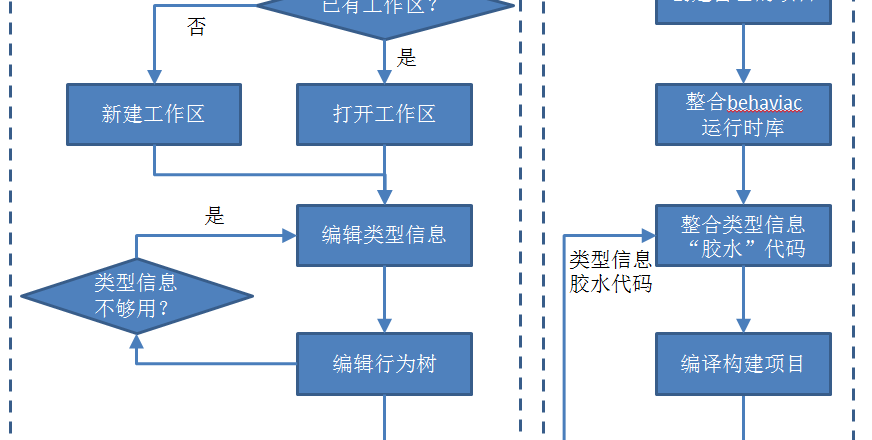 已有工作区？
否
是
新建工作区
打开工作区
是
编辑类型信息
类型信息
不够用？
编辑行为树
整合behaviac
运行时库
整合类型信息
“胶水”代码
类型信息
胶水代码
编译构建项目